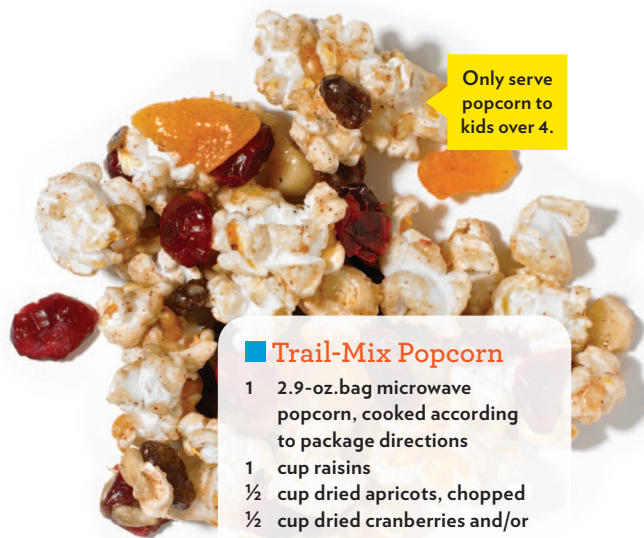 Only serve
popcorn to
kids over 4.
Trail-Mix Popcorn
1 2.9-oz.bag microwave
popcorn, cooked according
to package directions
1 cup raisins
½ cup dried apricots, chopped
½ cup dried cranberries and/or